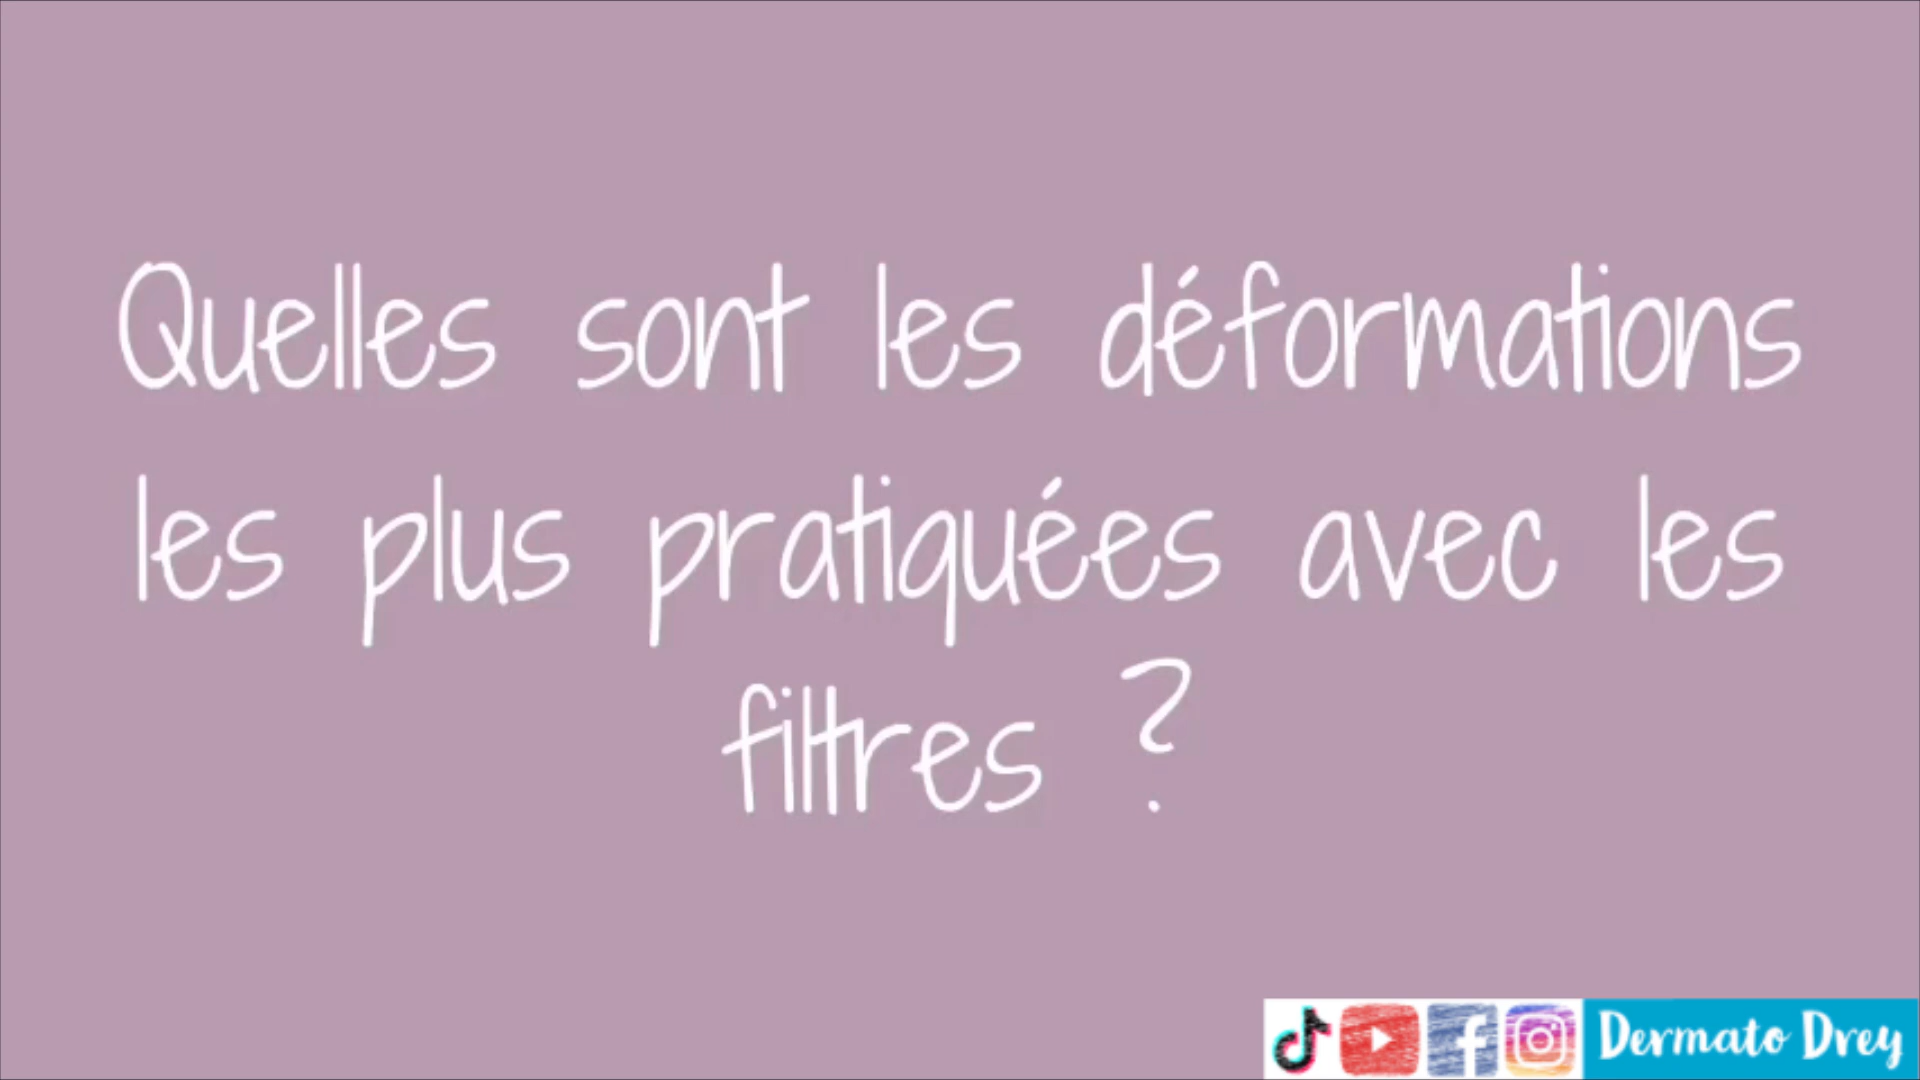 Quelles sont les déformations
les plus pratiquées avec les
filtres ?
Dermato Drey